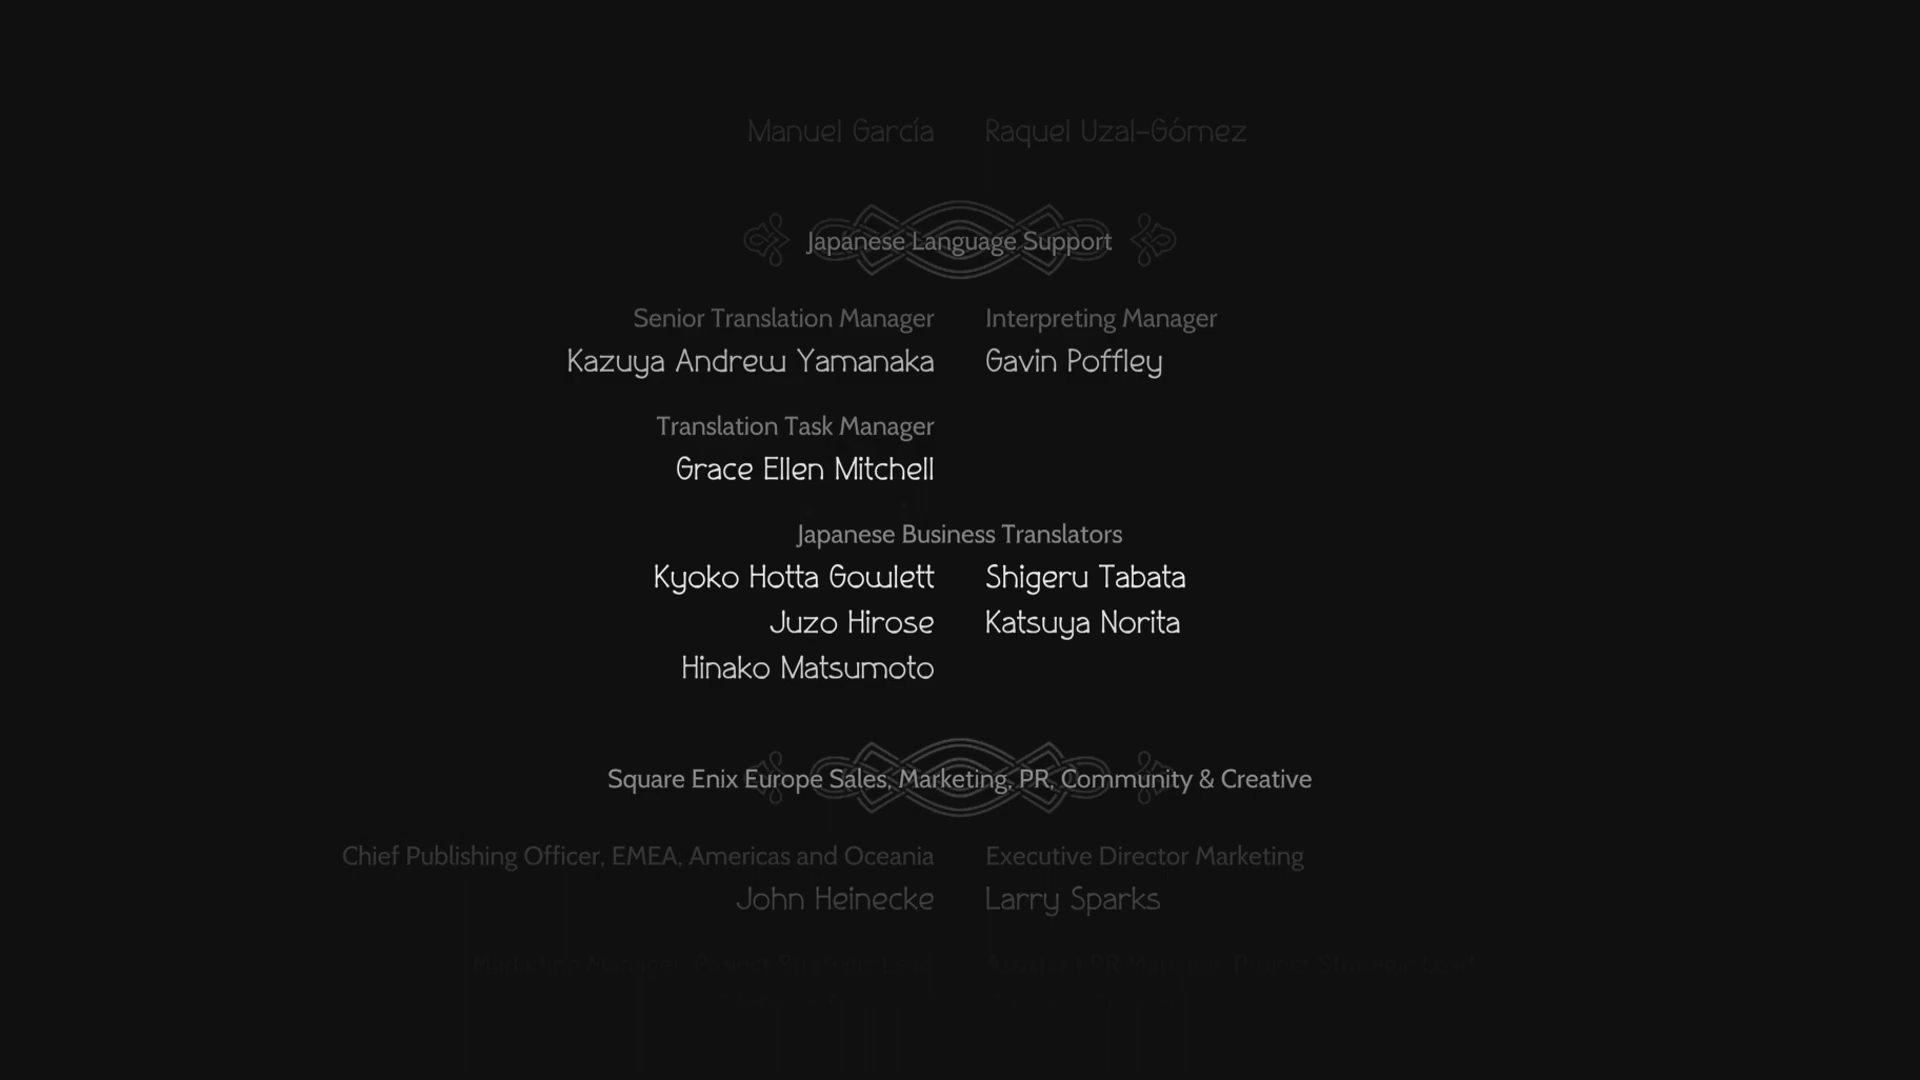 Manuel García Raquel Uzal-Gómez
Japanese Language Support
Senior Translation Manager Interpreting Manager
Kazuya Andrew Yamanaka Gavin Poffley
Translation Task Manager
Grace Ellen Mitchell
Japanese Business Translators
Kyoko Hotta Gowlett Shigeru Tabata
Juzo Hirose Katsuya Norita
Hinako Matsumoto
Square Enix Europe Sales, Marketing, PR, Community & Creative
Chief Publishing Officer, EMEA, Americas and Oceania Executive Director Marketing
John Heinecke Larry Sparks